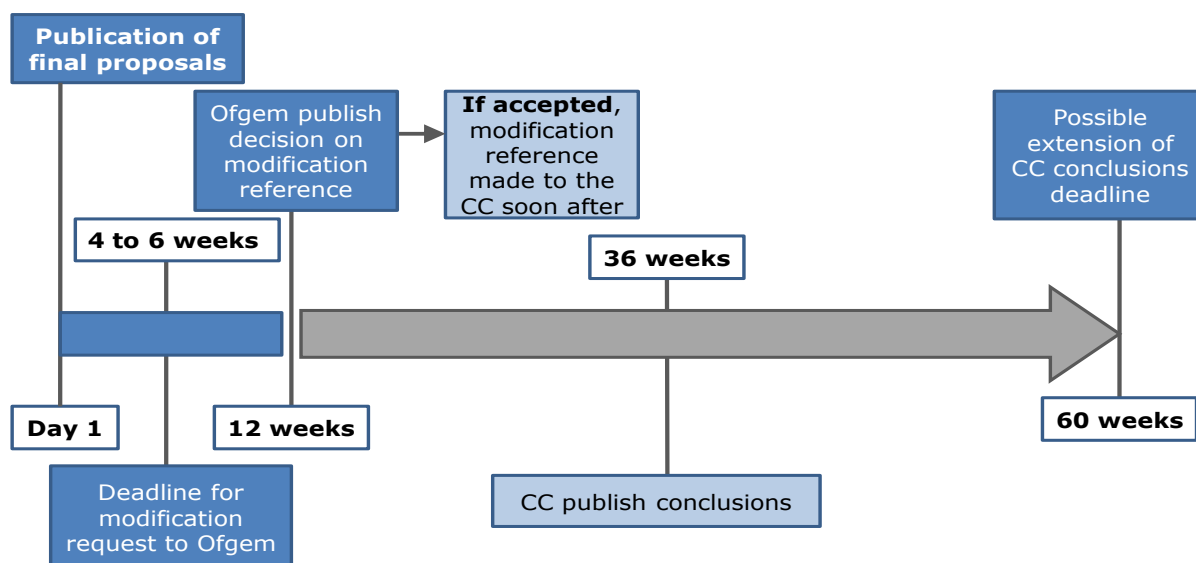 Publication of
final proposals
Ofgem publish
decision on
modification
reference
If accepted,
modification
reference
made to the
CC soon after
Possible
extension of
CC conclusions
deadline
4 to 6 weeks
36 weeks
Day 1
12 weeks
60 weeks
Deadline for
modification
request to Ofgem
CC publish conclusions